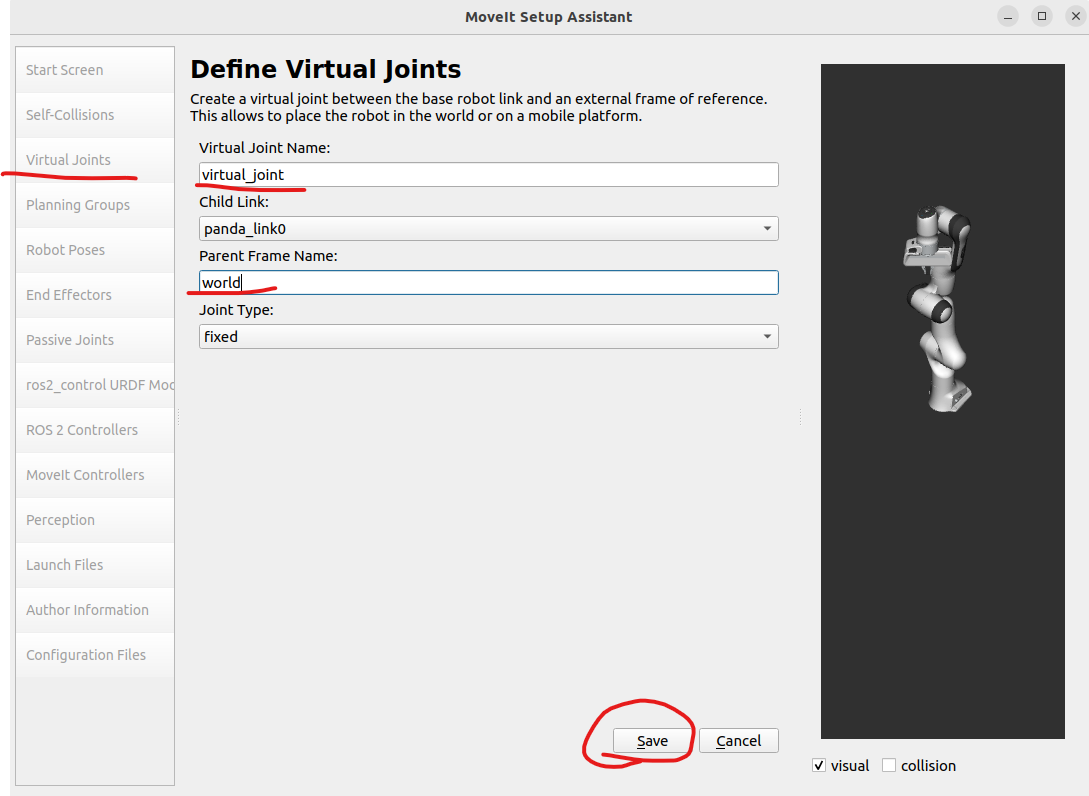 MoveIt Setup Assistant
Start Screen
Self-Collisions
Virtual Joints
Planning Groups
Robot Poses
End Effectors
Passive Joints
ros2_control URDF Mod
ROS 2 Controllers
MoveIt Controllers
Perception
Launch Files
Author Information
Configuration Files
Define Virtual Joints
Create a virtual joint between the base robot link and an external frame of reference.
This allows to place the robot in the world or on a mobile platform.
Virtual Joint Name:
virtual_joint
Child Link:
panda_link0
Parent Frame Name:
world
Joint Type:
fixed
Save
Cancel
visual
collision